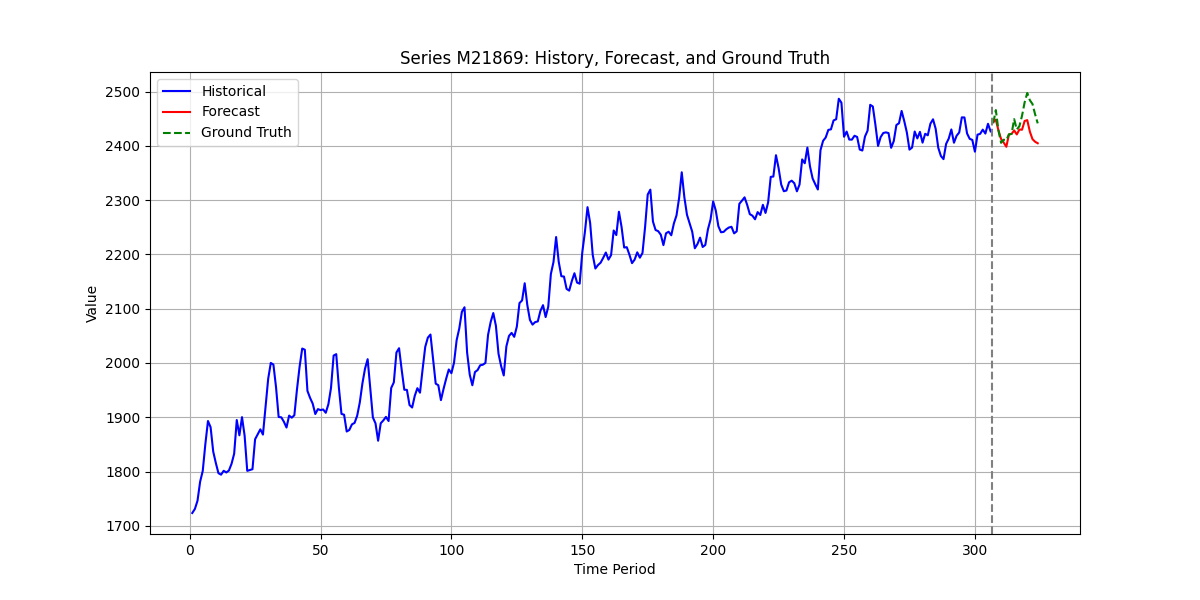 Series M21869: History, Forecast, and Ground Truth
Historical
Forecast
Ground Truth
2500
2400
2300
2200
2100
2000
1900
1800
1700
Value
0 50 100 150 200 250 300
Time Period